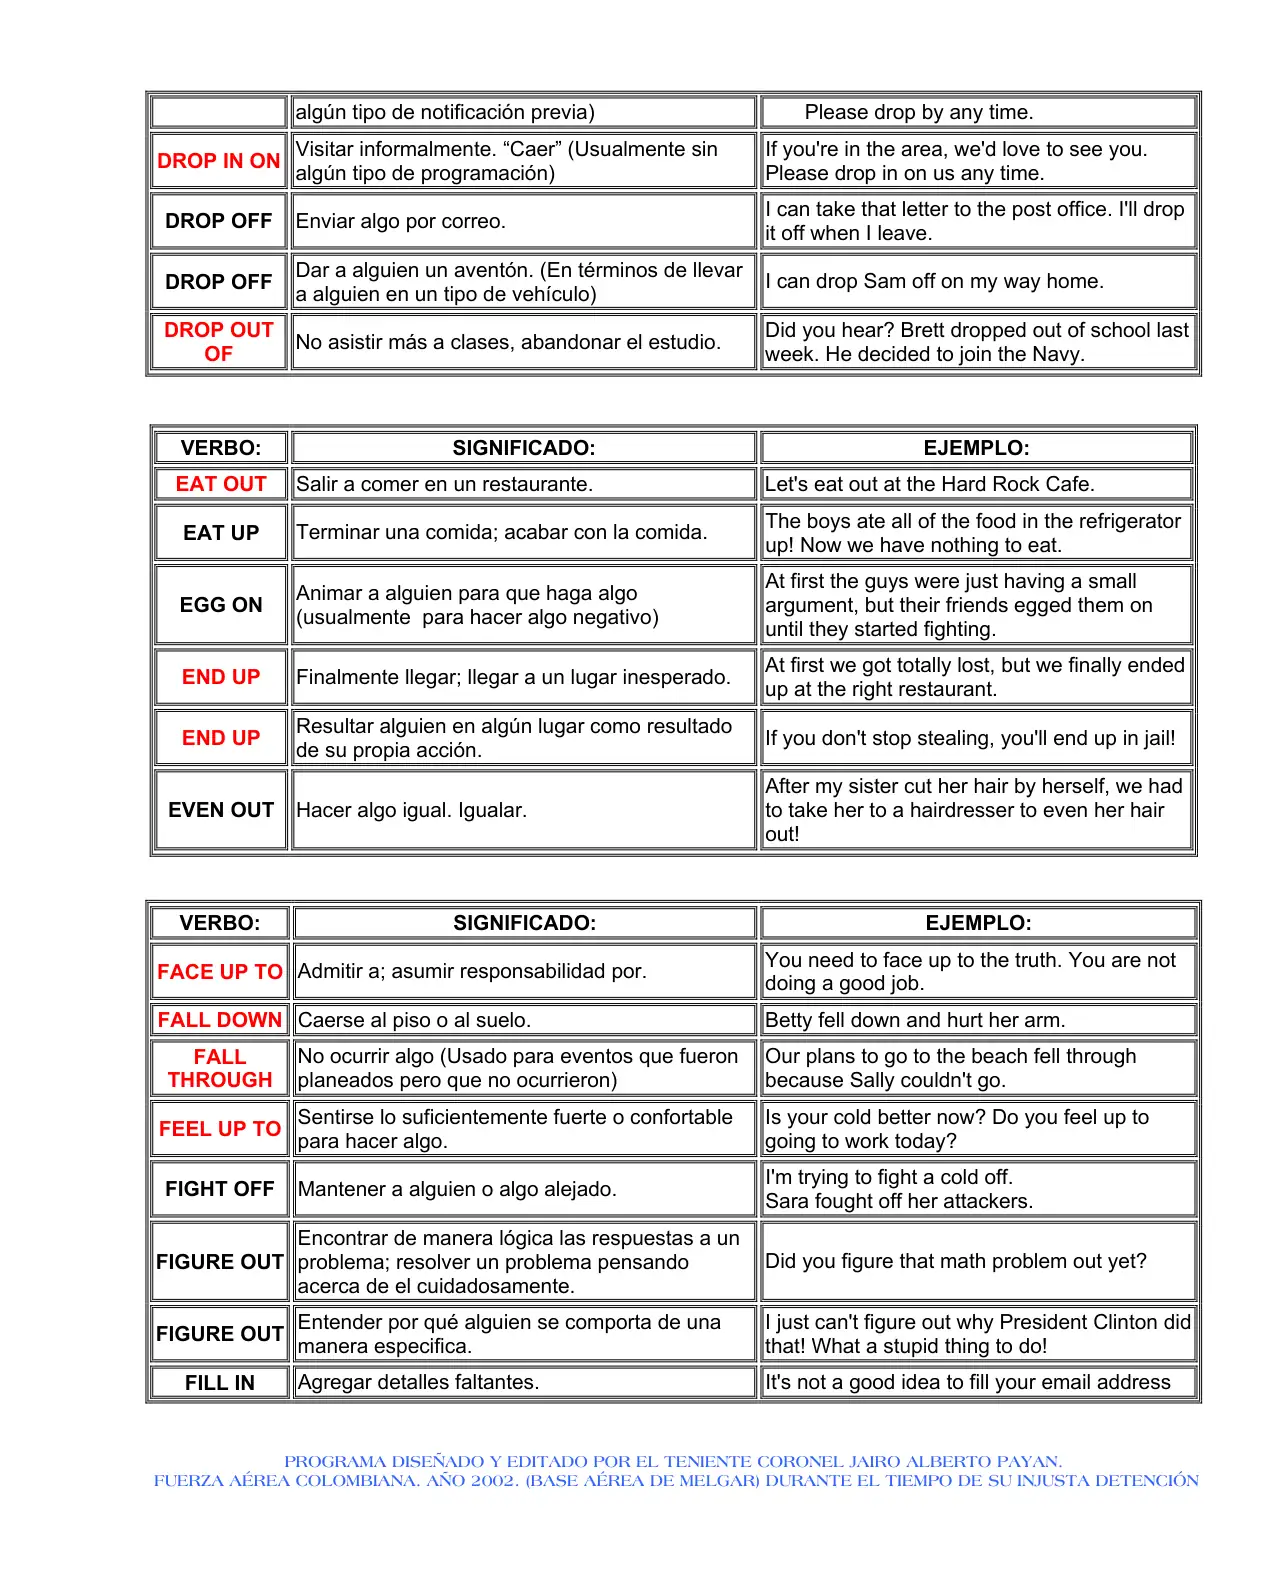 algún tipo de notificación previa)
Please drop by any time.
DROP IN ON
Visitar informalmente. “Caer” (Usualmente sin
algún tipo de programación)
If you're in the area, we'd love to see you.
Please drop in on us any time.
DROP OFF
Enviar algo por correo.
I can take that letter to the post office. I'll drop
it off when I leave.
DROP OFF
Dar a alguien un aventón. (En términos de llevar
a alguien en un tipo de vehículo)
I can drop Sam off on my way home.
DROP OUT
OF
No asistir más a clases, abandonar el estudio.
Did you hear? Brett dropped out of school last
week. He decided to join the Navy.
VERBO:
SIGNIFICADO:
EJEMPLO:
EAT OUT
Salir a comer en un restaurante.
Let's eat out at the Hard Rock Cafe.
EAT UP
Terminar una comida; acabar con la comida.
The boys ate all of the food in the refrigerator
up! Now we have nothing to eat.
EGG ON
Animar a alguien para que haga algo
(usualmente  para hacer algo negativo)
At first the guys were just having a small
argument, but their friends egged them on
until they started fighting.
END UP
Finalmente llegar; llegar a un lugar inesperado.
At first we got totally lost, but we finally ended
up at the right restaurant.
END UP
Resultar alguien en algún lugar como resultado
de su propia acción.
If you don't stop stealing, you'll end up in jail!
EVEN OUT
Hacer algo igual. Igualar.
After my sister cut her hair by herself, we had
to take her to a hairdresser to even her hair
out!
VERBO:
SIGNIFICADO:
EJEMPLO:
FACE UP TO
Admitir a; asumir responsabilidad por.
You need to face up to the truth. You are not
doing a good job.
FALL DOWN
Caerse al piso o al suelo.
Betty fell down and hurt her arm.
FALL
THROUGH
No ocurrir algo (Usado para eventos que fueron
planeados pero que no ocurrieron)
Our plans to go to the beach fell through
because Sally couldn't go.
FEEL UP TO
Sentirse lo suficientemente fuerte o confortable
para hacer algo.
Is your cold better now? Do you feel up to
going to work today?
FIGHT OFF
Mantener a alguien o algo alejado.
I'm trying to fight a cold off.
Sara fought off her attackers.
FIGURE OUT
Encontrar de manera lógica las respuestas a un
problema; resolver un problema pensando
acerca de el cuidadosamente.
Did you figure that math problem out yet?
FIGURE OUT
Entender por qué alguien se comporta de una
manera especifica.
I just can't figure out why President Clinton did
that! What a stupid thing to do!
FILL IN
Agregar detalles faltantes.
It's not a good idea to fill your email address
PROGRAMA DISEÑADO Y EDITADO POR EL TENIENTE CORONEL JAIRO ALBERTO PAYAN.
FUERZA AÉREA COLOMBIANA. AÑO 2002. (BASE AÉREA DE MELGAR) DURANTE EL TIEMPO DE SU INJUSTA DETENCIÓN